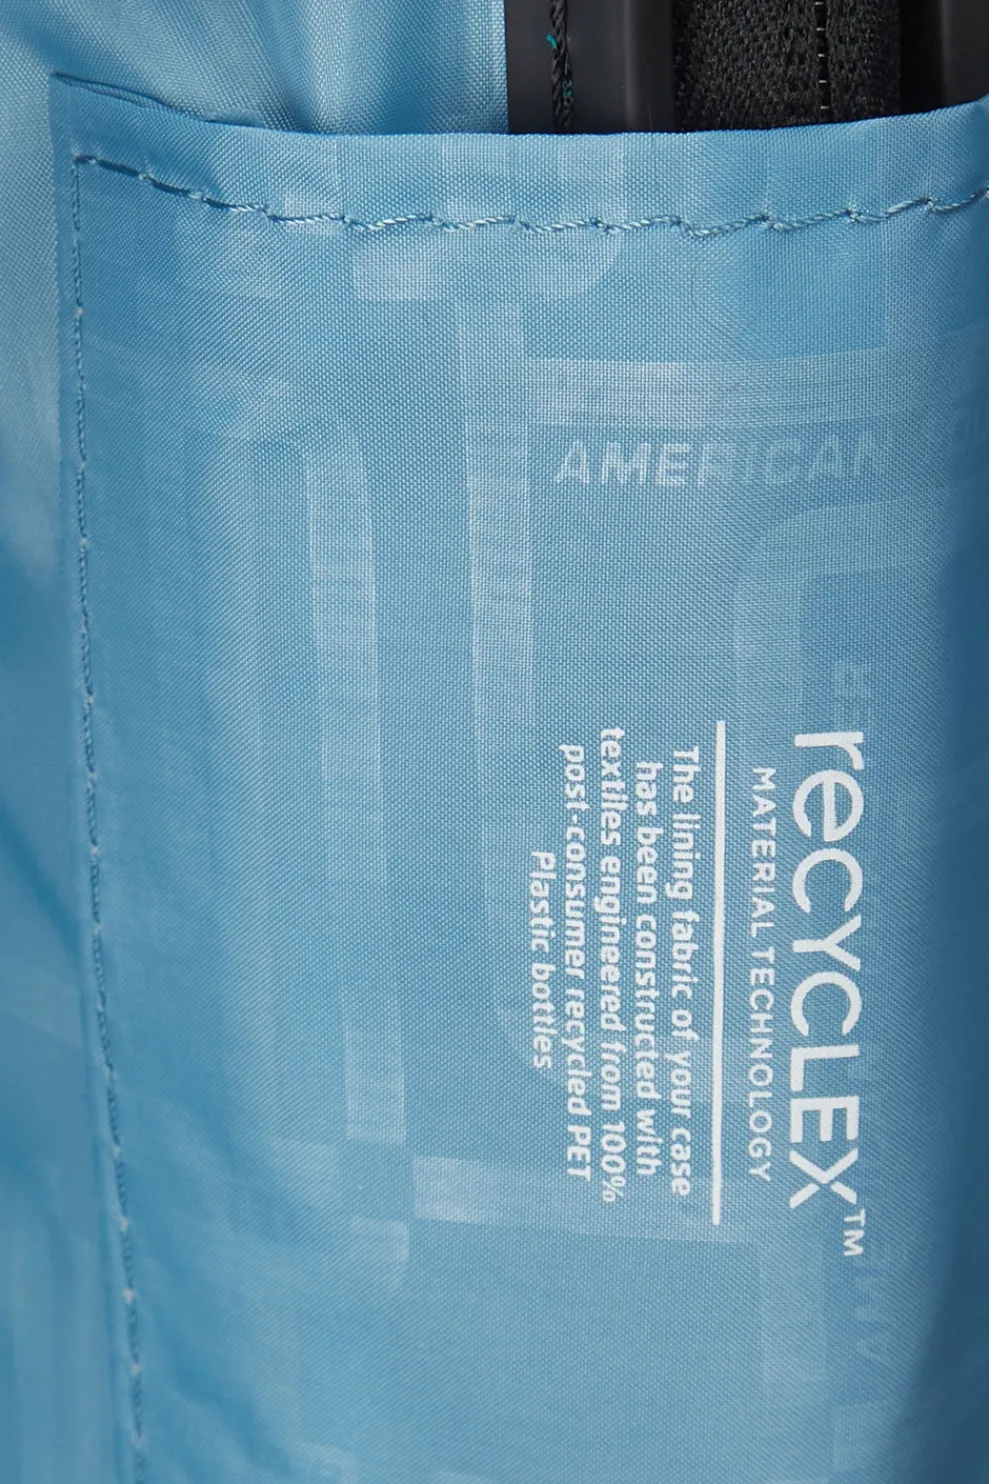 recYCLEX™
MATERIAL TECHNOLOGY
The lining fabric of your case
has been constructed with
textiles engineered from 100%
post-consumer recycled PET
Plastic bottles
AMERICAN